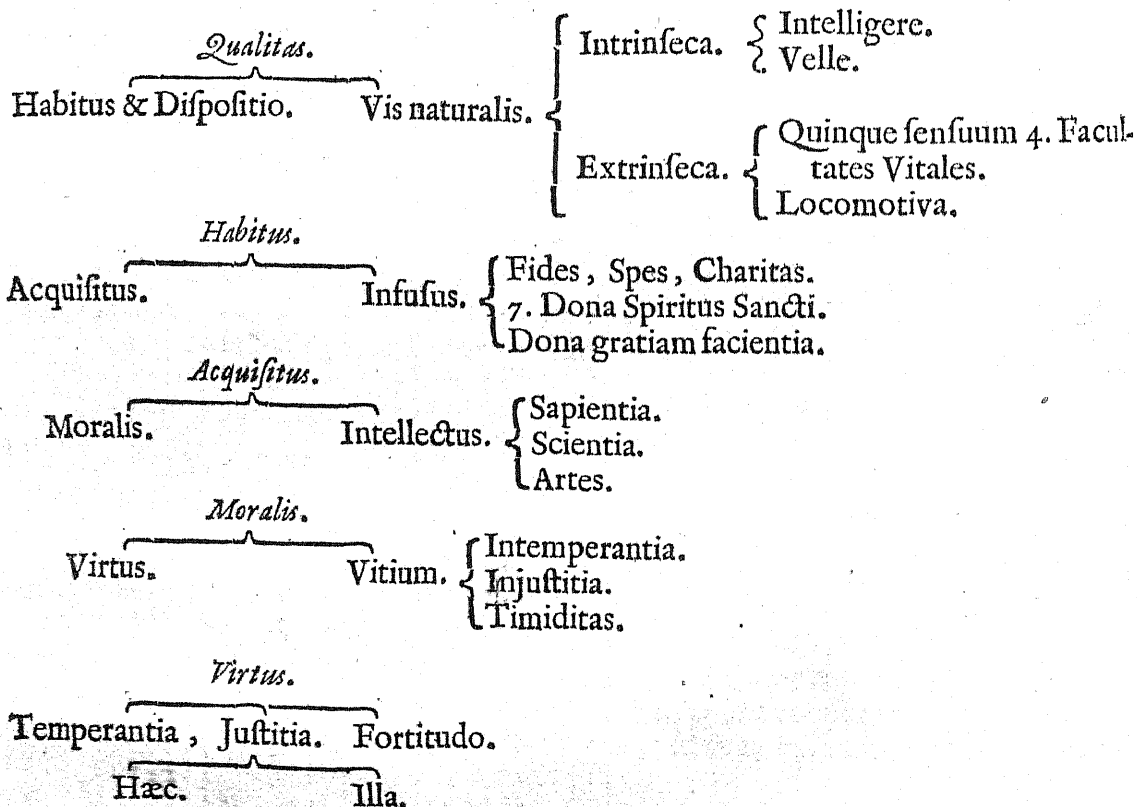 Qualitas.
Habitus & Diſpoſitio. Vis naturalis.
Intrinſeca.
Intelligere.
Velle.
Extrinſeca.
Quinque ſenſuum 4. Facul-
tates Vitales.
Locomotiva.
Habitus.
Acquiſitus. Infuſus.
Fides, Spes, Charitas.
7. Dona Spiritus Sancti.
Dona gratiam facientia.
Acquiſitus.
Moralis. Intellectus.
Sapientia.
Scientia.
Artes.
Moralis.
Virtus. Vitium.
Intemperantia.
Injuſtitia.
Timiditas.
Virtus.
Temperantia, Juſtitia. Fortitudo.
Hæc. Illa.